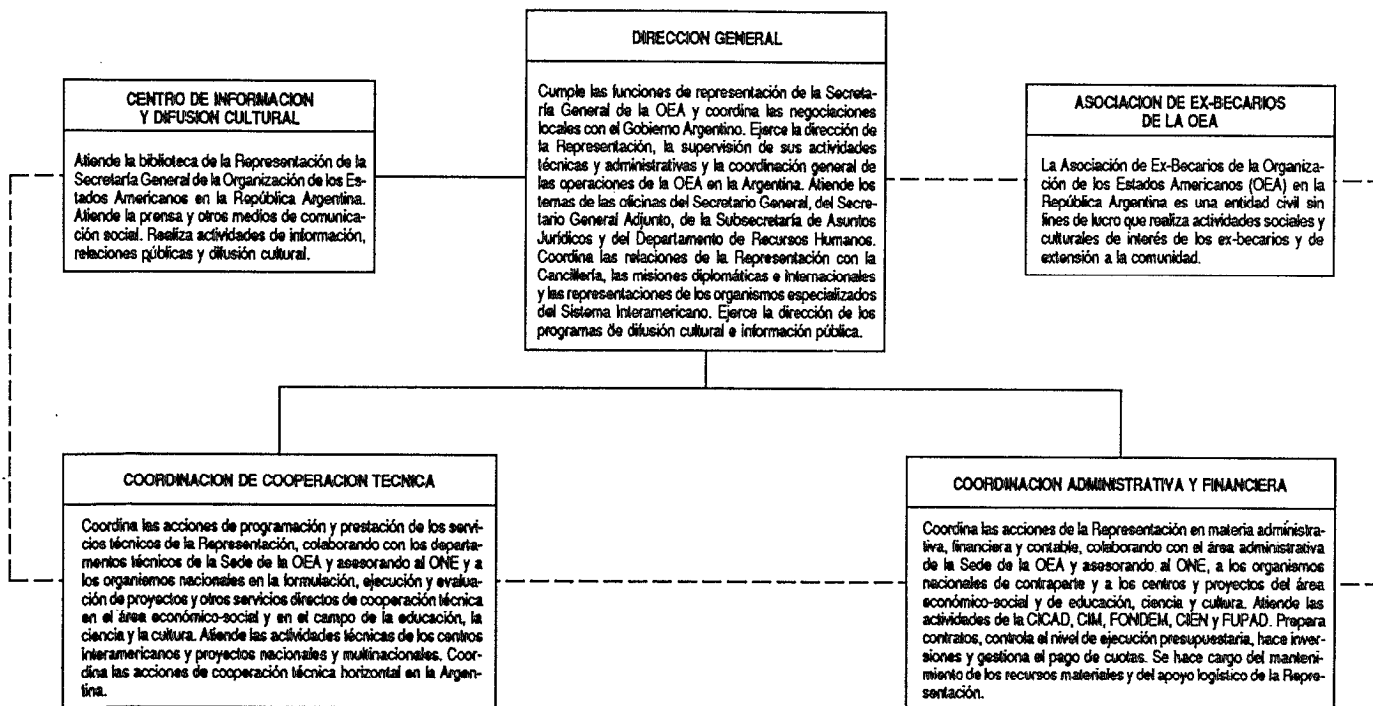 DIRECCION GENERAL
Cumple las funciones de representación de la Secreta-
ría General de la OEA y coordina las negociaciones
locales con el Gobierno Argentino. Ejerce la dirección de
la Representación, la supervisión de sus actividades
técnicas y administrativas y la coordinación general de
las operaciones de la OEA en la Argentina. Atiende los
temas de las oficinas del Secretario General, del Secre-
tario General Adjunto, de la Subsecretaría de Asuntos
Jurídicos y del Departamento de Recursos Humanos.
Coordina las relaciones de la Representación con la
Cancillería, las misiones diplomáticas e internacionales
y las representaciones de los organismos especializados
del Sistema Interamericano. Ejerce la dirección de los
programas de difusión cultural e información pública.
CENTRO DE INFORMACION
Y DIFUSION CULTURAL
Atiende la biblioteca de la Representación de la
Secretaría General de la Organización de los Es-
tados Americanos en la República Argentina.
Atiende la prensa y otros medios de comunica-
ción social. Realiza actividades de información,
relaciones públicas y difusión cultural.
ASOCIACION DE EX-BECARIOS
DE LA OEA
La Asociación de Ex-Becarios de la Organiza-
ción de los Estados Americanos (OEA) en la
República Argentina es una entidad civil sin
fines de lucro que realiza actividades sociales y
culturales de interés de los ex-becarios y de
extensión a la comunidad.
COORDINACION DE COOPERACION TECNICA
Coordina las acciones de programación y prestación de los servi-
cios técnicos de la Representación, colaborando con los departa-
mentos técnicos de la Sede de la OEA y asesorando al ONE y a
los organismos nacionales en la formulación, ejecución y evalua-
ción de proyectos y otros servicios directos de cooperación técnica
en el área económico-social y en el campo de la educación, la
ciencia y la cultura. Atiende las actividades técnicas de los centros
interamericanos y proyectos nacionales y multinacionales. Coor-
dina las acciones de cooperación técnica horizontal en la Argen-
tina.
COORDINACION ADMINISTRATIVA Y FINANCIERA
Coordina las acciones de la Representación en materia administra-
tiva, financiera y contable, colaborando con el área administrativa
de la Sede de la OEA y asesorando al ONE, a los organismos
nacionales de contraparte y a los centros y proyectos del área
económico-social y de educación, ciencia y cultura. Atiende las
actividades de la CICAD, CIM, FONDEM, CIEN y FUPAD. Prepara
contratos, controla el nivel de ejecución presupuestaria, hace inver-
siones y gestiona el pago de cuotas. Se hace cargo del manteni-
miento de los recursos materiales y del apoyo logístico de la Repre-
sentación.